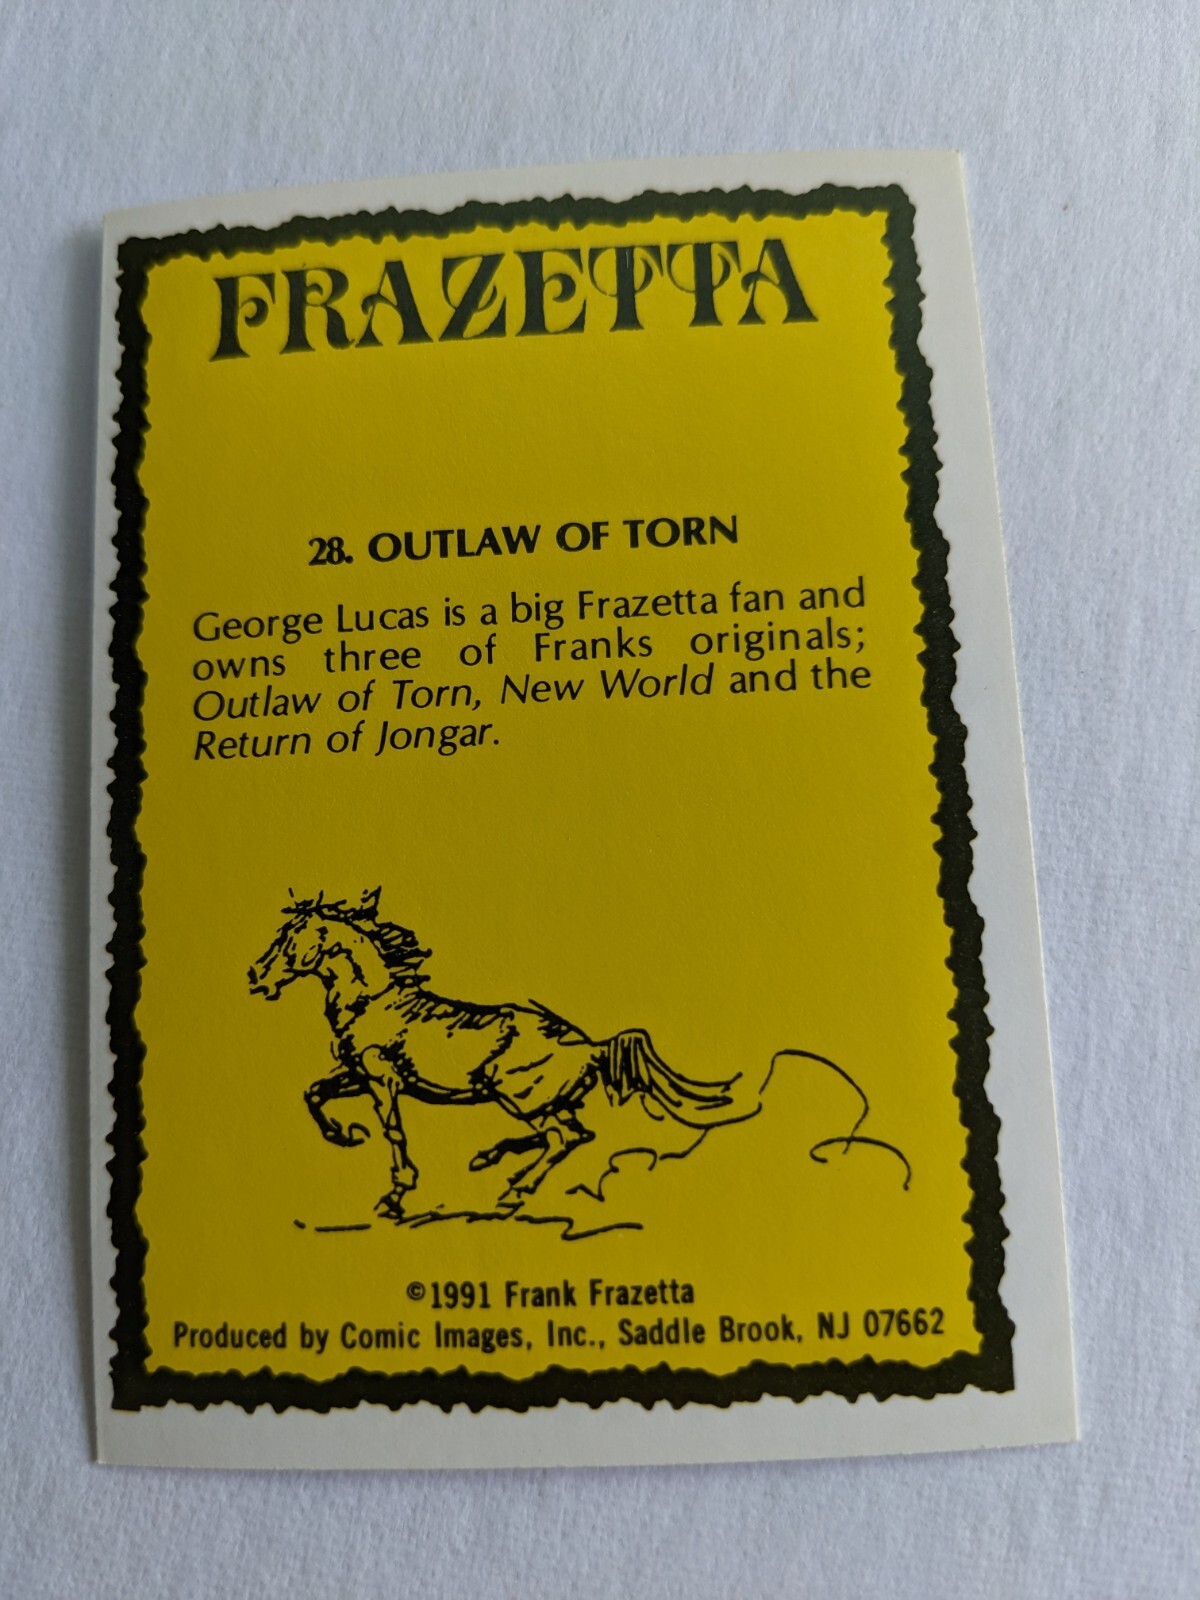 FRAZETTA
28. OUTLAW OF TORN
George Lucas is a big Frazetta fan and
owns three of Franks originals;
Outlaw of Torn, New World and the
Return of Jongar.
©1991 Frank Frazetta
Produced by Comic Images, Inc., Saddle Brook, NJ 07662